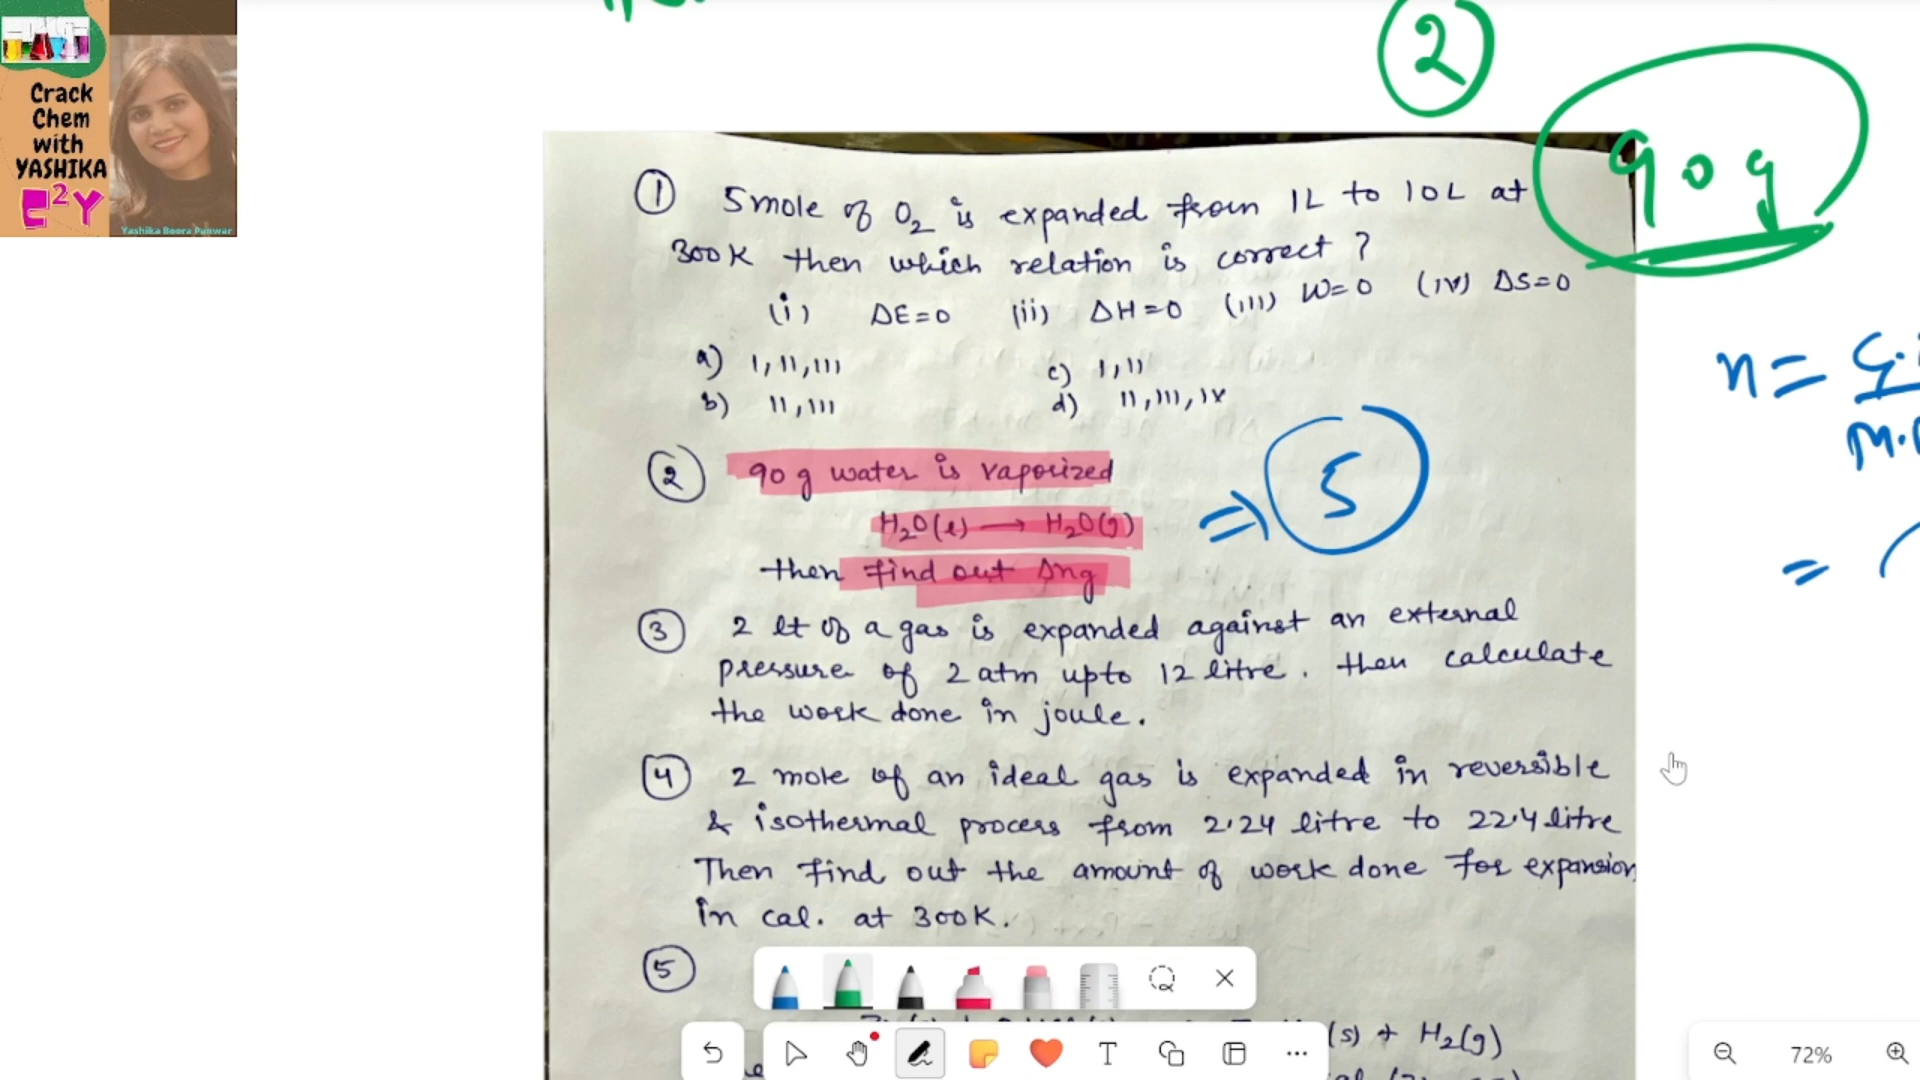 Crack
Chem
with
YASHIKA
C²Y
Yashika Boora Punwar
2
90 g
① 5 mole of O₂ is expanded from 1L to 10L at
300K then which relation is correct ?
(i) ΔE=0 (ii) ΔH=0 (iii) W=0 (iv) ΔS=0
a) I, II, III c) I, II
b) II, III d) II, III, IV
② 90 g water is vaporized
H₂O(l) → H₂O(g)
then find out Δng
⇒ 5
n =
=
③ 2 lt of a gas is expanded against an external
pressure of 2 atm upto 12 litre. then calculate
the work done in joule.
④ 2 mole of an ideal gas is expanded in reversible
& isothermal process from 2.24 litre to 22.4 litre
Then find out the amount of work done for expansion
in cal. at 300K.
⑤
(s) + H₂(g)
72%